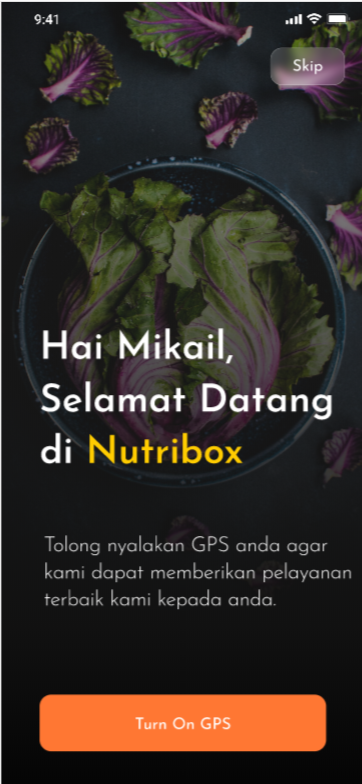 9:41
Skip
Hai Mikail,
Selamat Datang
di Nutribox
Tolong nyalakan GPS anda agar
kami dapat memberikan pelayanan
terbaik kami kepada anda.
Turn On GPS